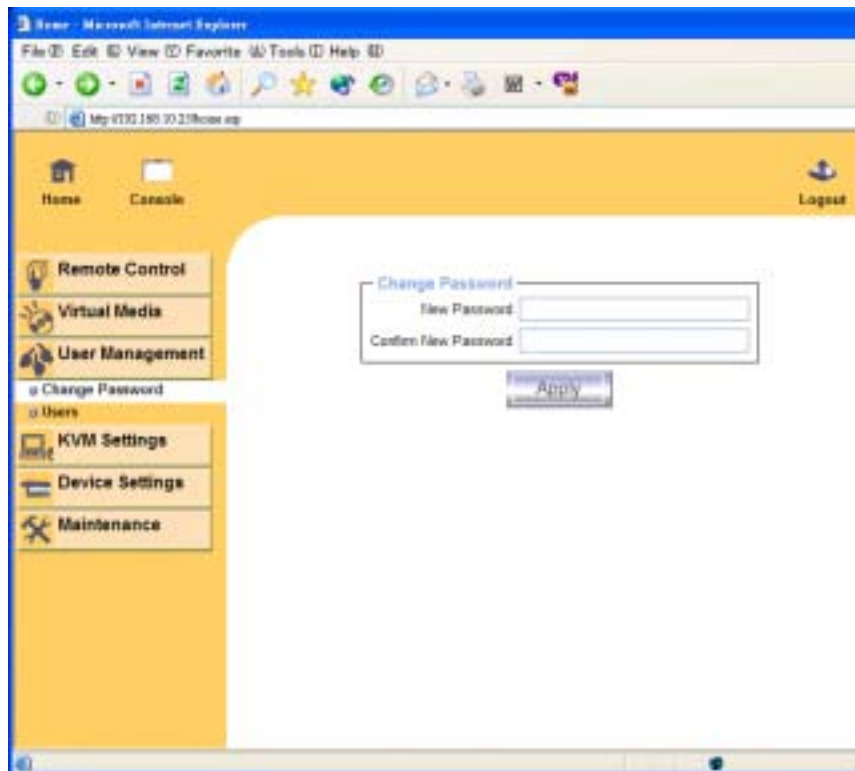 Home - Microsoft Internet Explorer
File (F) Edit (E) View (V) Favorite (A) Tools (T) Help (H)
Home
Console
Logout
Remote Control
Virtual Media
User Management
Change Password
Users
KVM Settings
Device Settings
Maintenance
Change Password
New Password
Confirm New Password
Apply